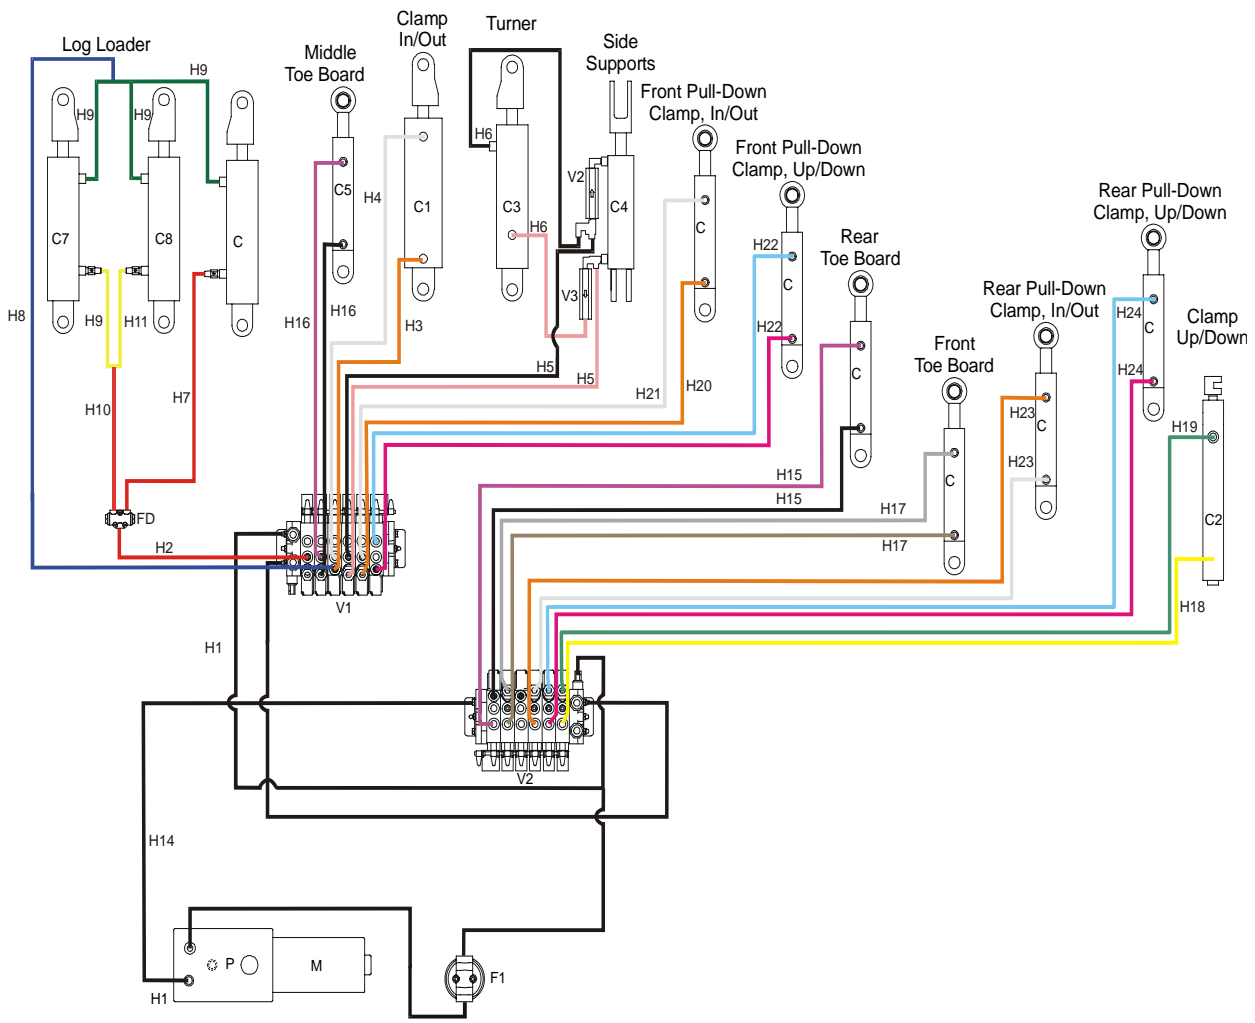 Log Loader
Middle
Toe Board
Clamp
In/Out
Turner
Side
Supports
Front Pull-Down
Clamp, In/Out
Front Pull-Down
Clamp, Up/Down
Rear
Toe Board
Front
Toe Board
Rear Pull-Down
Clamp, In/Out
Rear Pull-Down
Clamp, Up/Down
Clamp
Up/Down
H9
H9
H9
H6
V2
C5
H4
C1
C3
H6
C4
C7
C8
C
C
H22
C
H24
C
V3
H8
H9
H11
H16
H16
H3
H5
H5
H21
H20
H22
C
H24
H10
H7
H23
C
H19
H23
H15
H15
H17
H17
C
C2
FD
H2
V1
H18
H1
V2
H14
P
M
F1
H1